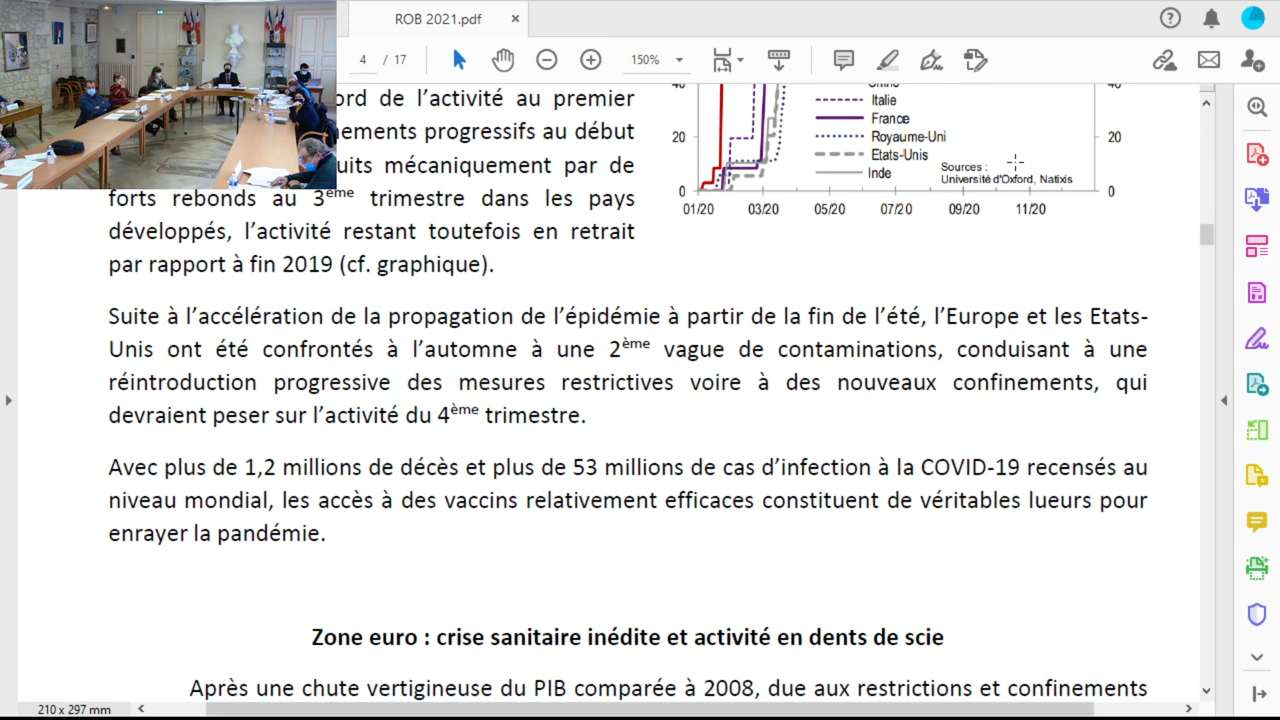 ROB 2021.pdf
4 / 17
150%
ord de l’activité au premier
nements progressifs au début
uits mécaniquement par de
forts rebonds au 3ème trimestre dans les pays
développés, l’activité restant toutefois en retrait
par rapport à fin 2019 (cf. graphique).
40
20
0
Italie
France
Royaume-Uni
Etats-Unis
Inde
Sources :
Université d'Oxford, Natixis
40
20
0
01/20 03/20 05/20 07/20 09/20 11/20
Suite à l’accélération de la propagation de l’épidémie à partir de la fin de l’été, l’Europe et les Etats-
Unis ont été confrontés à l’automne à une 2ème vague de contaminations, conduisant à une
réintroduction progressive des mesures restrictives voire à des nouveaux confinements, qui
devraient peser sur l’activité du 4ème trimestre.
Avec plus de 1,2 millions de décès et plus de 53 millions de cas d’infection à la COVID-19 recensés au
niveau mondial, les accès à des vaccins relativement efficaces constituent de véritables lueurs pour
enrayer la pandémie.
Zone euro : crise sanitaire inédite et activité en dents de scie
Après une chute vertigineuse du PIB comparée à 2008, due aux restrictions et confinements
210 x 297 mm